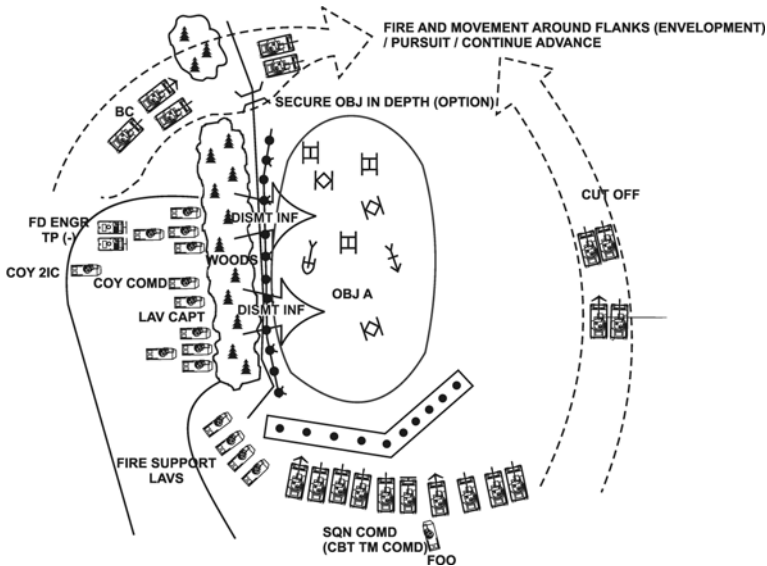 FIRE AND MOVEMENT AROUND FLANKS (ENVELOPMENT)
/ PURSUIT / CONTINUE ADVANCE
BC
SECURE OBJ IN DEPTH (OPTION)
CUT OFF
FD ENGR
TP (-)
DISMT INF
WOODS
COY 2IC
COY COMD
OBJ A
LAV CAPT
DISMT INF
FIRE SUPPORT
LAVS
SQN COMD
(CBT TM COMD)
FOO